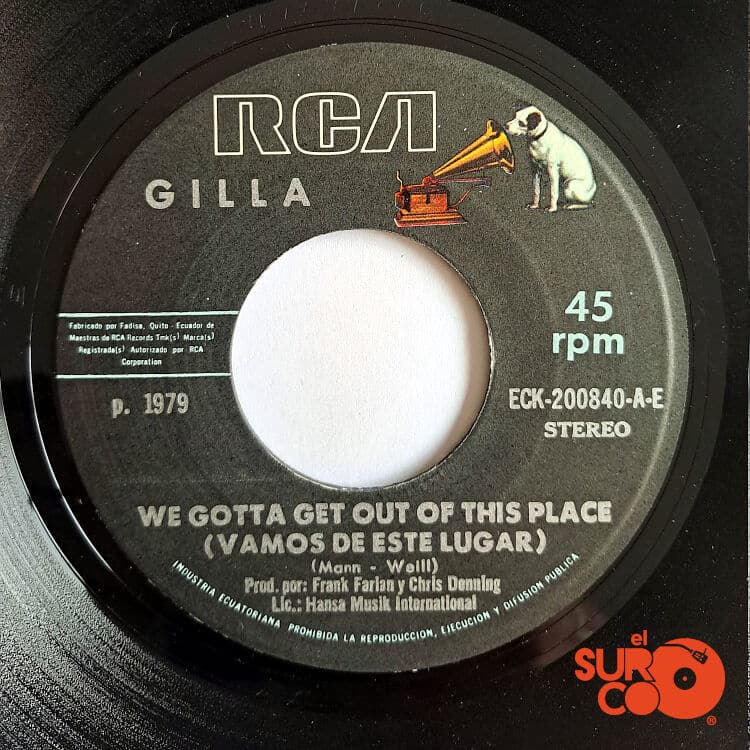 RCA
GILLA
45
rpm
Fabricado por Fadisa, Quito - Ecuador de
Maestras de RCA Records Tmk(s) Marca(s)
Registrada(s) Autorizado por RCA
Corporation
p. 1979
ECK-200840-A-E
STEREO
WE GOTTA GET OUT OF THIS PLACE
(VAMOS DE ESTE LUGAR)
(Mann - Weill)
Prod. por: Frank Farlan y Chris Denning
Lic.: Hansa Musik International
INDUSTRIA ECUATORIANA PROHIBIDA LA REPRODUCCION, EJECUCION Y DIFUSION PUBLICA
el
SURCO
®